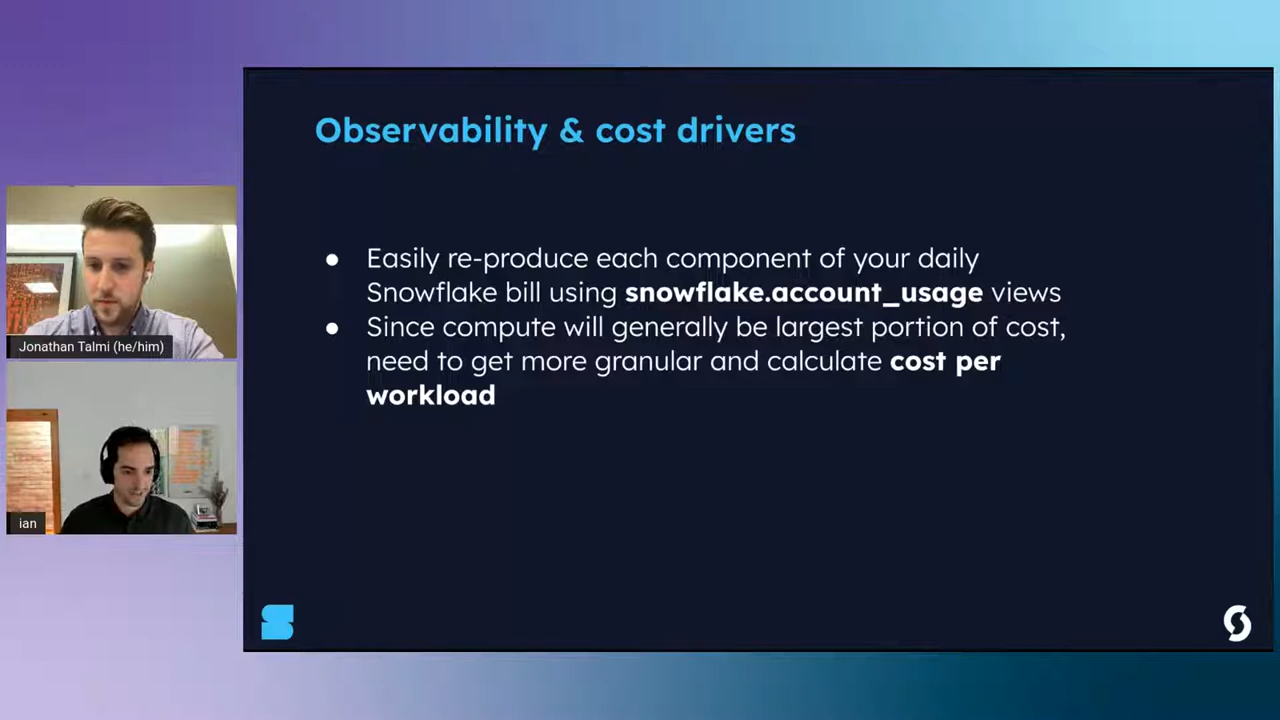 Observability & cost drivers
● Easily re-produce each component of your daily
Snowflake bill using snowflake.account_usage views
● Since compute will generally be largest portion of cost,
need to get more granular and calculate cost per
workload
Jonathan Talmi (he/him)
ian